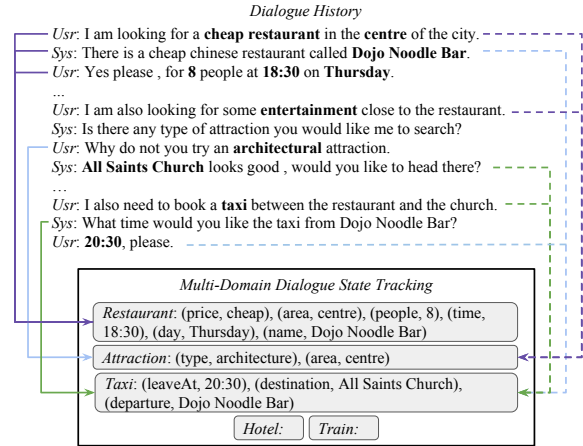 Dialogue History
Usr: I am looking for a cheap restaurant in the centre of the city.
Sys: There is a cheap chinese restaurant called Dojo Noodle Bar.
Usr: Yes please , for 8 people at 18:30 on Thursday.
...
Usr: I am also looking for some entertainment close to the restaurant.
Sys: Is there any type of attraction you would like me to search?
Usr: Why do not you try an architectural attraction.
Sys: All Saints Church looks good , would you like to head there?
...
Usr: I also need to book a taxi between the restaurant and the church.
Sys: What time would you like the taxi from Dojo Noodle Bar?
Usr: 20:30, please.
Multi-Domain Dialogue State Tracking
Restaurant: (price, cheap), (area, centre), (people, 8), (time,
18:30), (day, Thursday), (name, Dojo Noodle Bar)
Attraction: (type, architecture), (area, centre)
Taxi: (leaveAt, 20:30), (destination, All Saints Church),
(departure, Dojo Noodle Bar)
Hotel: Train: